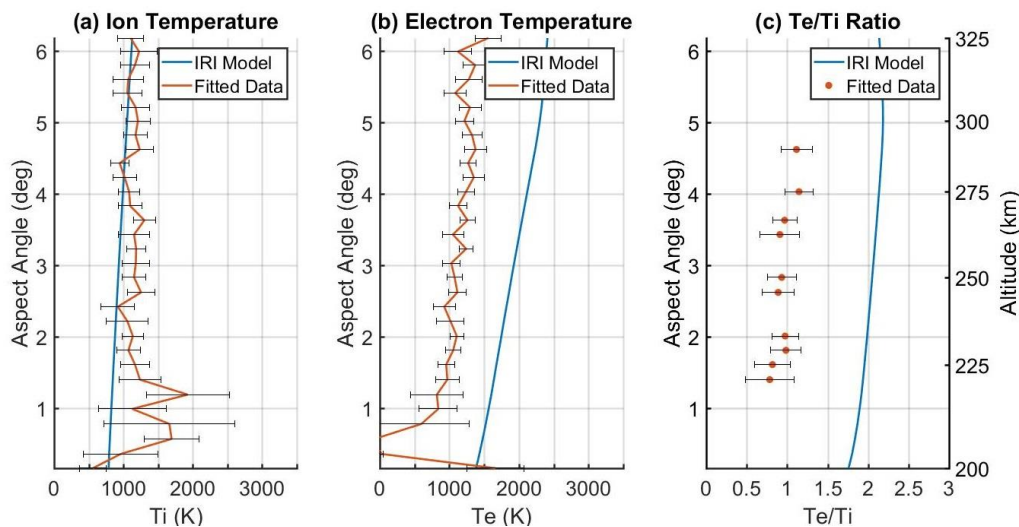 (a) Ion Temperature
IRI Model
Fitted Data
6
5
4
3
2
1
Aspect Angle (deg)
0
1000
2000
3000
Ti (K)
(b) Electron Temperature
IRI Model
Fitted Data
6
5
4
3
2
1
Aspect Angle (deg)
0
1000
2000
3000
Te (K)
(c) Te/Ti Ratio
IRI Model
Fitted Data
6
5
4
3
2
1
Aspect Angle (deg)
0
0.5
1
1.5
2
2.5
3
Te/Ti
325
300
275
250
225
200
Altitude (km)